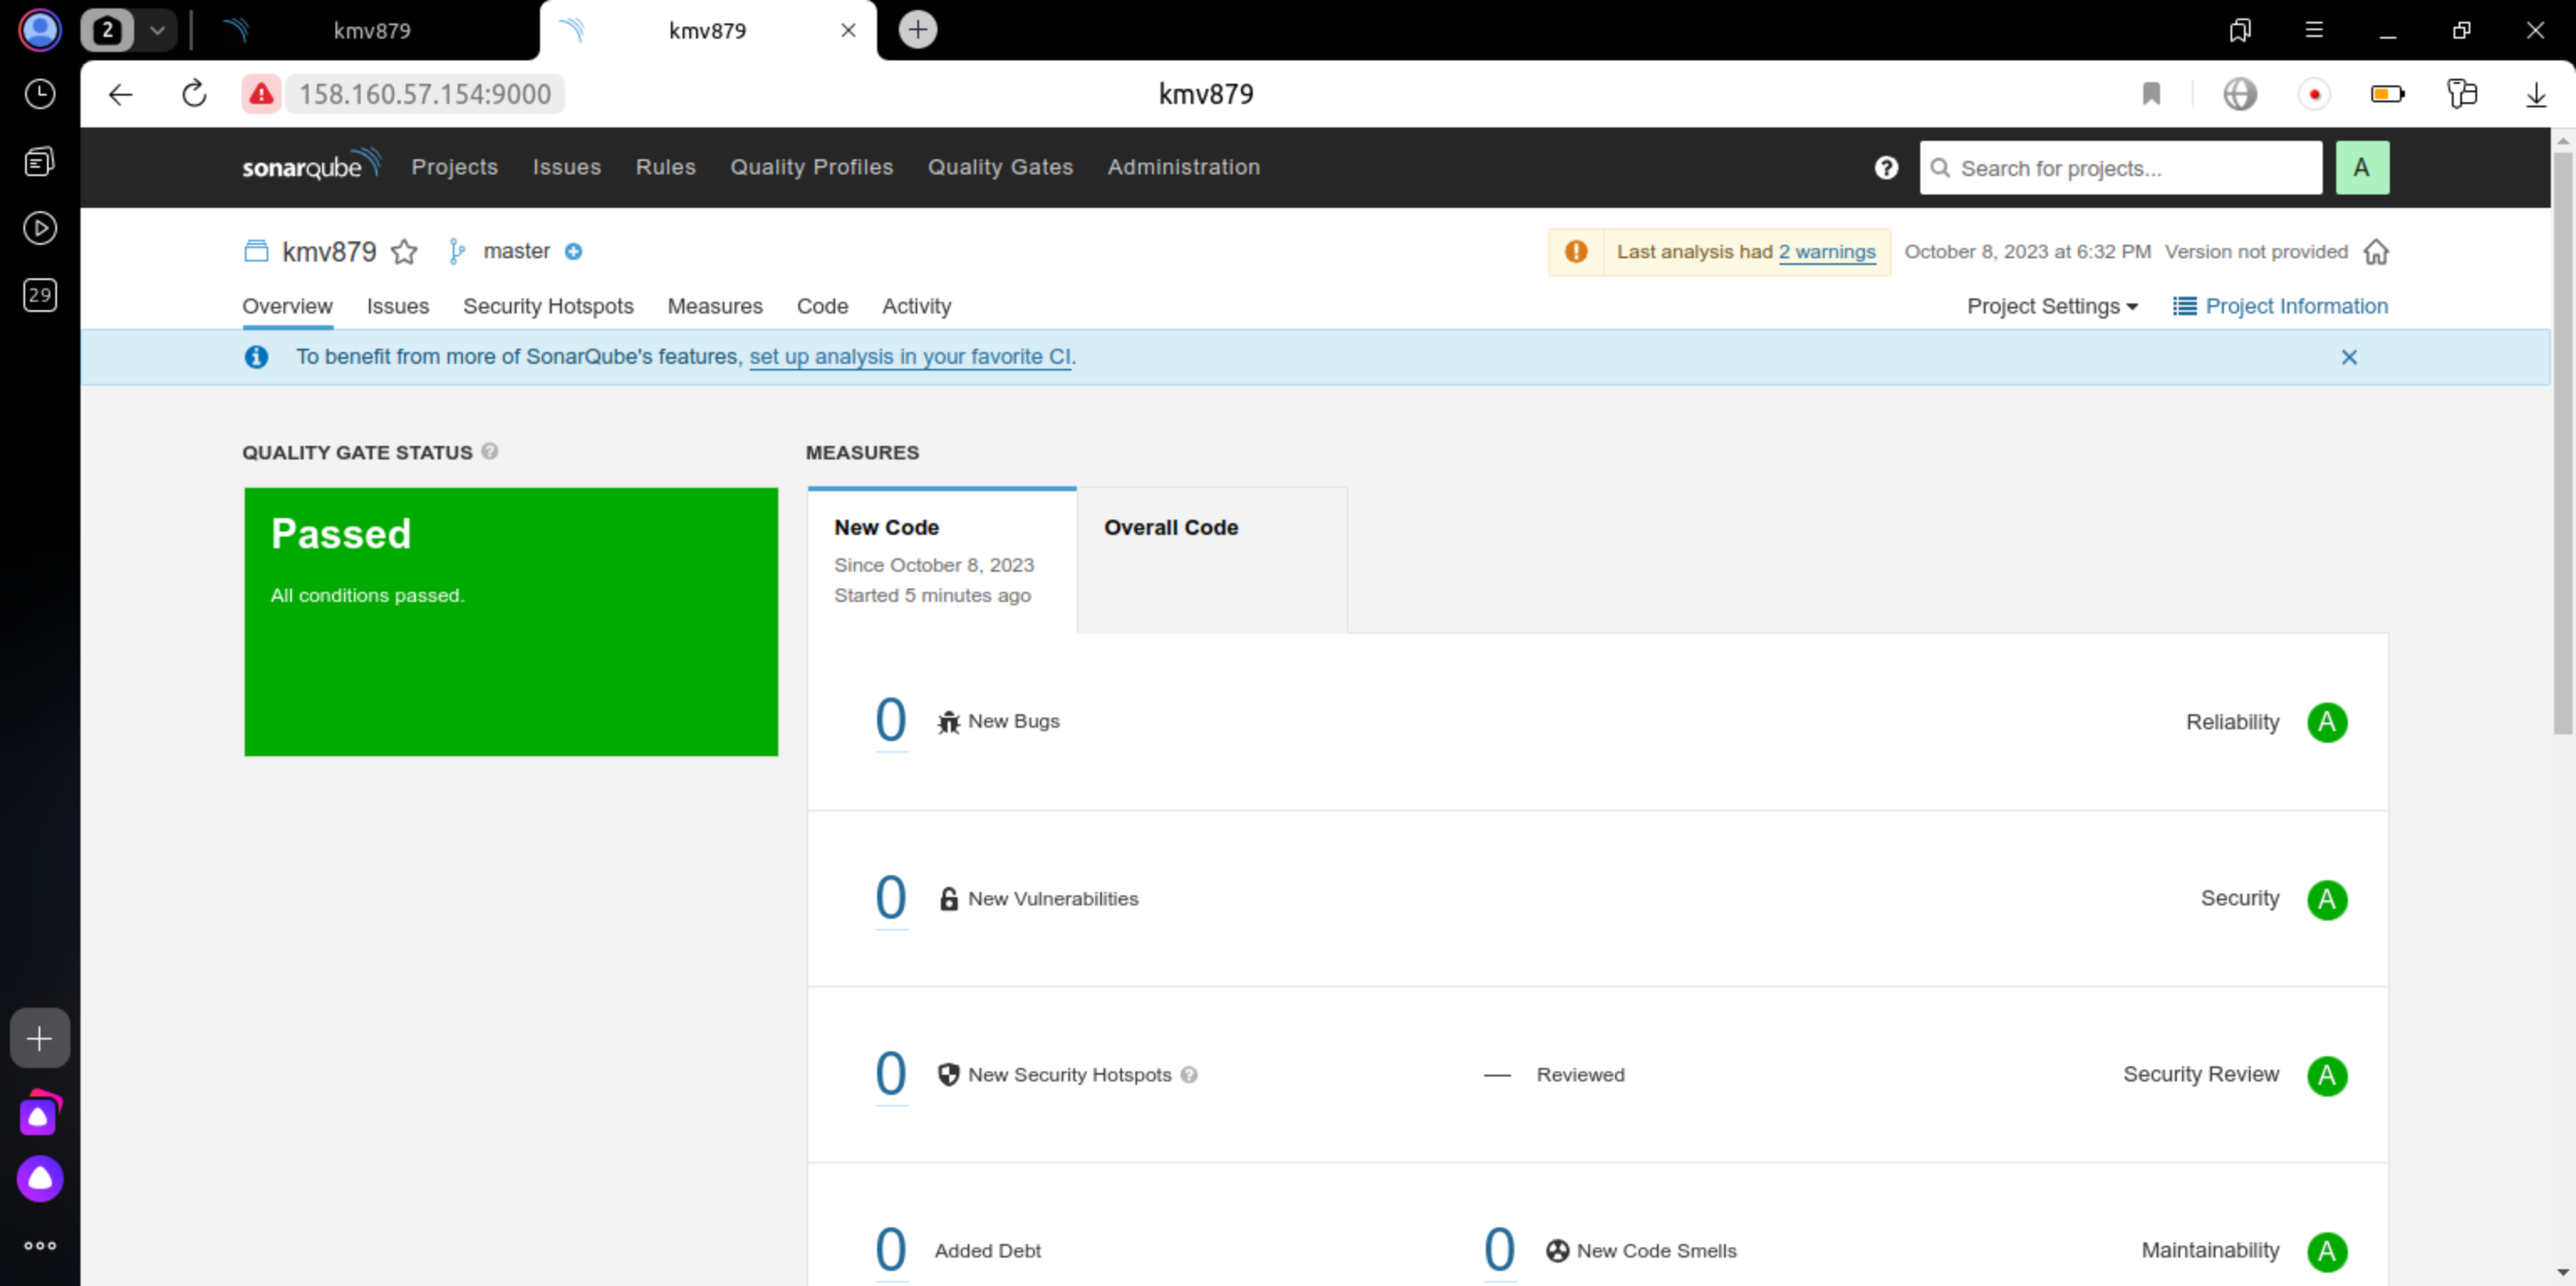 2
kmv879
kmv879
158.160.57.154:9000
kmv879
29
sonarqube
Projects
Issues
Rules
Quality Profiles
Quality Gates
Administration
Search for projects...
A
kmv879
master
Last analysis had 2 warnings
October 8, 2023 at 6:32 PM
Version not provided
Overview
Issues
Security Hotspots
Measures
Code
Activity
Project Settings
Project Information
To benefit from more of SonarQube's features, set up analysis in your favorite CI.
QUALITY GATE STATUS
MEASURES
Passed
All conditions passed.
New Code
Since October 8, 2023
Started 5 minutes ago
Overall Code
0 New Bugs
Reliability A
0 New Vulnerabilities
Security A
0 New Security Hotspots
— Reviewed
Security Review A
0 Added Debt
0 New Code Smells
Maintainability A